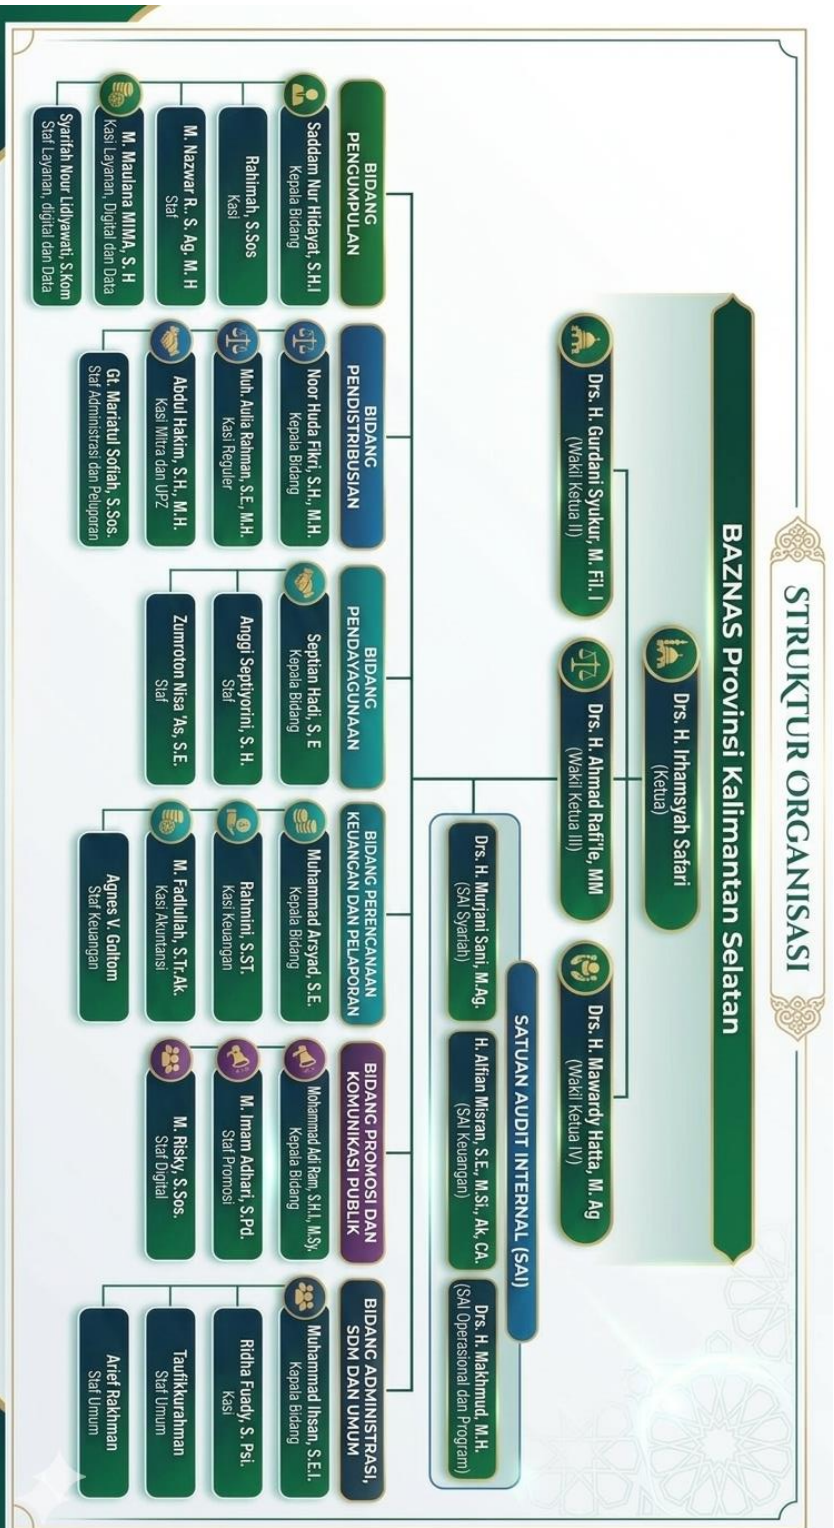 STRUKTUR ORGANISASI
BAZNAS Provinsi Kalimantan Selatan
Drs. H. Irhamsyah Safari
(Ketua)
Drs. H. Gurdani Syukur, M. Fil. I
(Wakil Ketua II)
Drs. H. Ahmad Rafi'Ie, MM
(Wakil Ketua III)
Drs. H. Mawardy Hatta, M. Ag
(Wakil Ketua IV)
SATUAN AUDIT INTERNAL (SAI)
Drs. H. Murjani Sani, M.Ag.
(SAI Syariah)
H. Alfian Misran, S.E., M.Si., Ak, CA.
(SAI Keuangan)
Drs. H. Makhmud, M.H.
(SAI Operasional dan Program)
BIDANG
PENGUMPULAN
Saddam Nur Hidayat, S.H.I
Kepala Bidang
Rahimah, S.Sos
Kasi
M. Nazwar R., S. Ag, M. H
Staf
M. Maulana MIMA, S. H
Kasi Layanan, Digital dan Data
Syarifah Nour Lidiyawati, S.Kom
Staf Layanan, digital dan Data
BIDANG
PENDISTRIBUSIAN
Noor Huda Fikri, S.H., M.H.
Kepala Bidang
Muh. Aulia Rahman, S.E, M.H.
Kasi Reguler
Abdul Hakim, S.H., M.H.
Kasi Mitra dan UPZ
Gt. Mariatul Sofiah, S.Sos.
Staf Administrasi dan Peluporan
BIDANG
PENDAYAGUNAAN
Septian Hadi, S. E
Kepala Bidang
Anggi Septiyorini, S. H.
Staf
Zumroton Nisa 'As, S.E.
Staf
BIDANG PERENCANAAN
KEUANGAN DAN PELAPORAN
Muhammad Arsyad, S.E.
Kepala Bidang
Rahmini, S.ST.
Kasi Keuangan
M. Fadlullah, S.Tr.Ak.
Kasi Akuntansi
Agnes V. Gultom
Staf Keuangan
BIDANG PROMOSI DAN
KOMUNIKASI PUBLIK
Mohammad Adi Ram, S.H.I, M.Sy.
Kepala Bidang
M. Imam Adhari, S.Pd.
Staf Promosi
M. Risky, S.Sos.
Staf Digital
BIDANG ADMINISTRASI,
SDM DAN UMUM
Muhammad Ihsan, S.E.I.
Kapala Bidang
Ridha Fuady, S. Psi.
Kasi
Taufikkurahman
Staf Umum
Arief Rakhman
Staf Umum